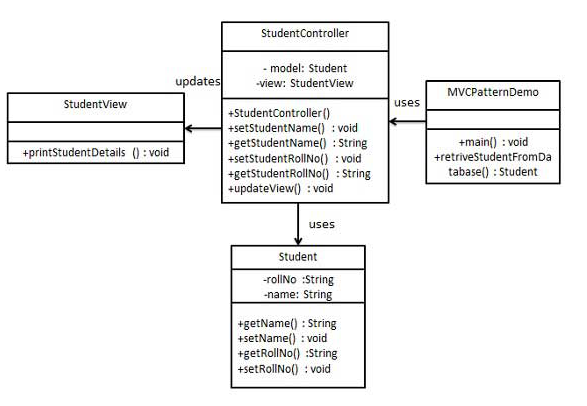 StudentController
- model: Student
-view: StudentView
+StudentController()
+setStudentName() : void
+getStudentName() : String
+setStudentRollNo() : void
+getStudentRollNo() : String
+updateView() : void
updates
StudentView
+printStudentDetails () : void
uses
MVCPatternDemo
+main() : void
+retriveStudentFromDa
tabase() : Student
uses
Student
-rollNo :String
-name: String
+getName() : String
+setName() : void
+getRollNo() :String
+setRollNo() : void